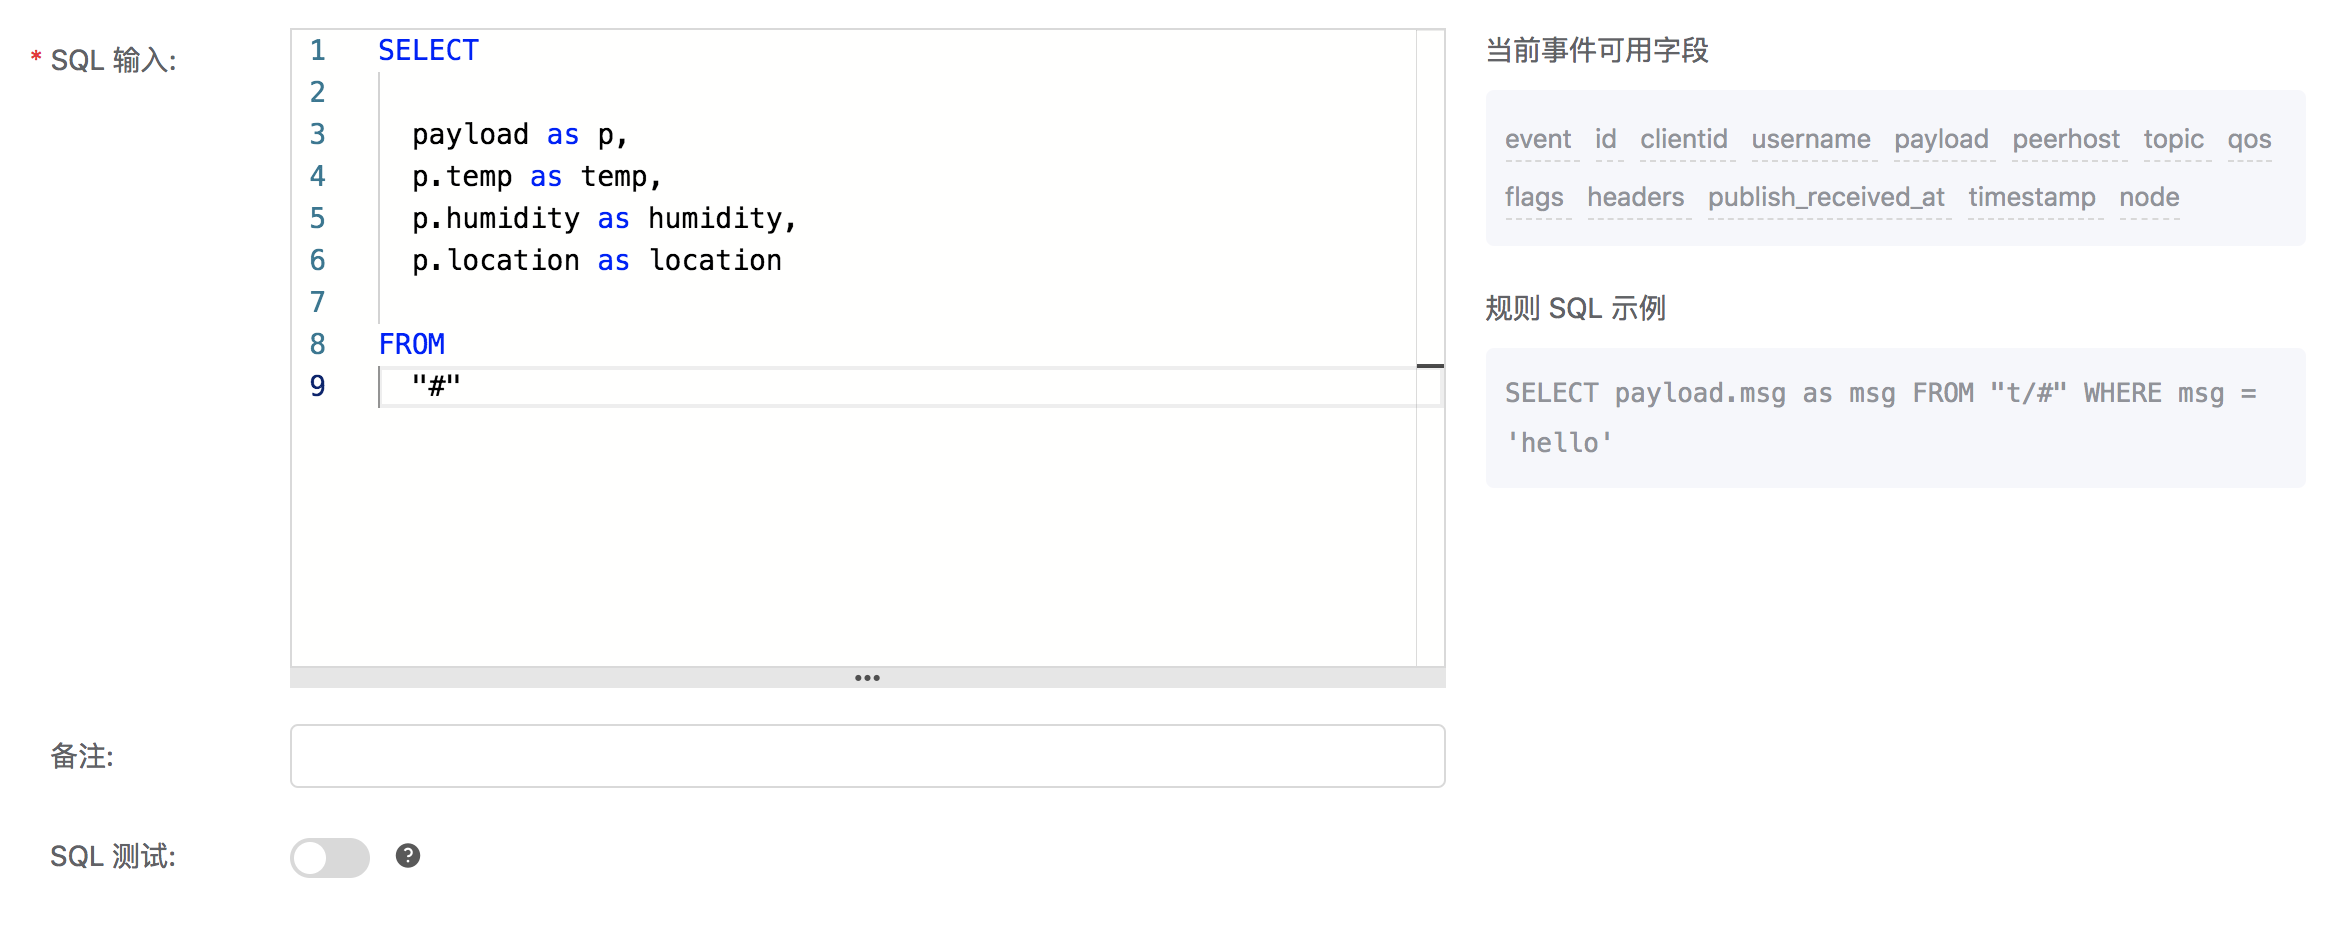 * SQL 输入:
1 SELECT
2
3 payload as p,
4 p.temp as temp,
5 p.humidity as humidity,
6 p.location as location
7
8 FROM
9 "#"
当前事件可用字段
event id clientid username payload peerhost topic qos
flags headers publish_received_at timestamp node
规则 SQL 示例
SELECT payload.msg as msg FROM "t/#" WHERE msg =
'hello'
备注:
SQL 测试: